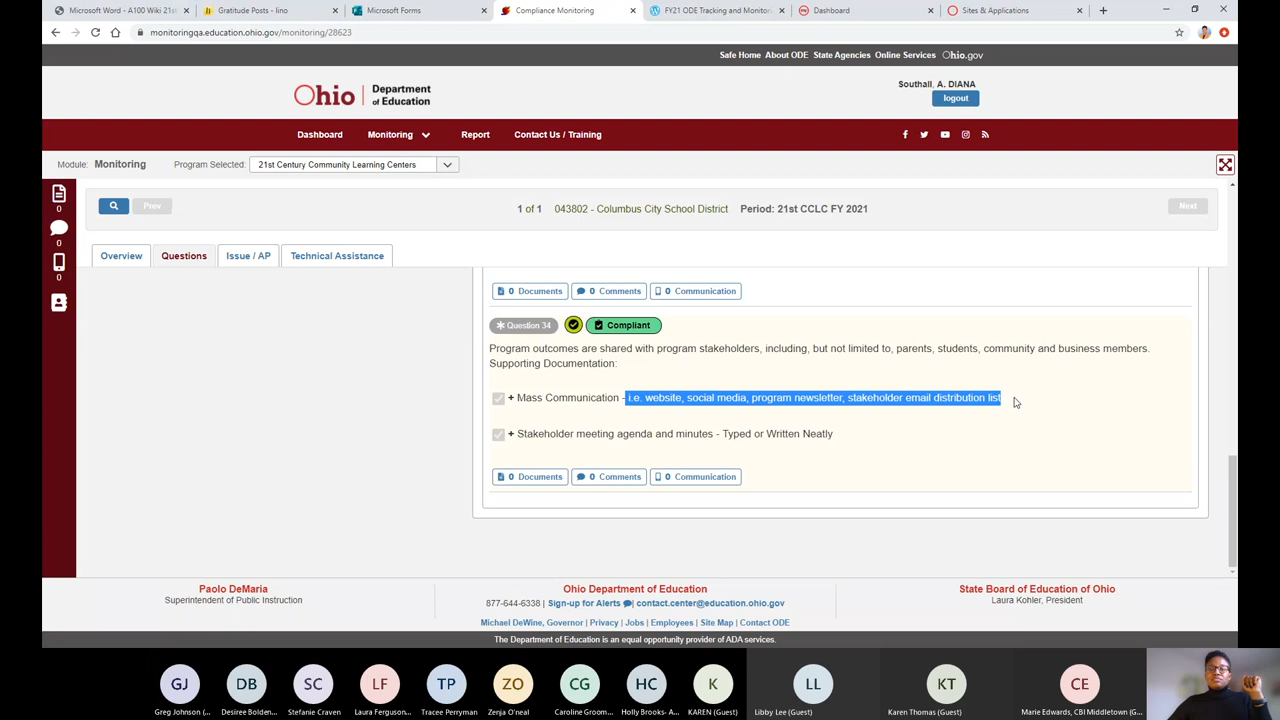 Microsoft Word - A100 Wiki 21st
Gratitude Posts - lino
Microsoft Forms
Compliance Monitoring
FY21 ODE Tracking and Monitori
Dashboard
Sites & Applications
monitoringqa.education.ohio.gov/monitoring/28623
Safe Home About ODE State Agencies Online Services Ohio.gov
Ohio Department of Education
Southall, A. DIANA
logout
Dashboard Monitoring Report Contact Us / Training
Module: Monitoring Program Selected: 21st Century Community Learning Centers
0
0
0
Prev
1 of 1 043802 - Columbus City School District Period: 21st CCLC FY 2021
Next
Overview Questions Issue / AP Technical Assistance
0 Documents 0 Comments 0 Communication
Question 34 Compliant
Program outcomes are shared with program stakeholders, including, but not limited to, parents, students, community and business members.
Supporting Documentation:
+ Mass Communication - i.e. website, social media, program newsletter, stakeholder email distribution list
+ Stakeholder meeting agenda and minutes - Typed or Written Neatly
0 Documents 0 Comments 0 Communication
Paolo DeMaria
Superintendent of Public Instruction
Ohio Department of Education
877-644-6338 | Sign-up for Alerts | contact.center@education.ohio.gov
State Board of Education of Ohio
Laura Kohler, President
Michael DeWine, Governor | Privacy | Jobs | Employees | Site Map | Contact ODE
The Department of Education is an equal opportunity provider of ADA services.
GJ DB SC LF TP ZO CG HC K LL KT CE
Greg Johnson (... Desiree Bolden... Stefanie Craven Laura Ferguson... Tracee Perryman Zenja O'neal Caroline Groom... Holly Brooks- A... KAREN (Guest) Libby Lee (Guest) Karen Thomas (Guest) Marie Edwards, CBI Middletown (G...